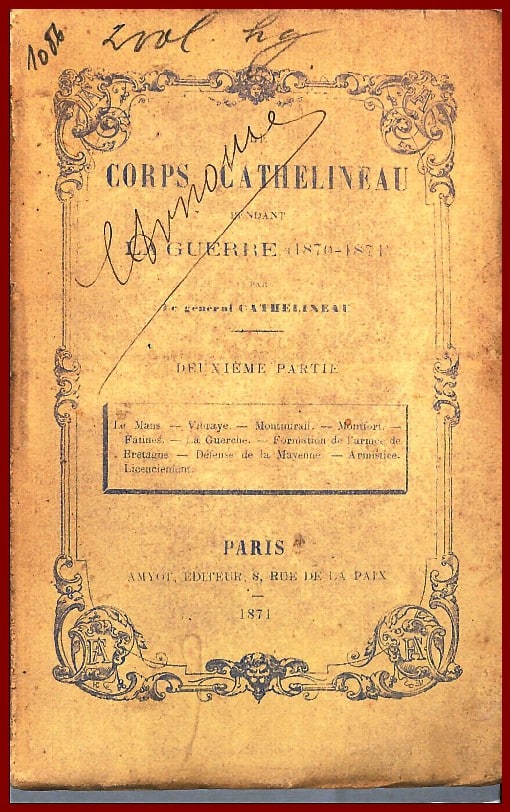 1086
2 vol.
LE
CORPS CATHELINEAU
PENDANT
LA GUERRE (1870-1871)
PAR
Le général CATHELINEAU
DEUXIÈME PARTIE
Le Mans. — Vibraye. — Montmirail. — Montfort. —
Fatines. — La Guerche. — Formation de l'armée de
Bretagne — Défense de la Mayenne — Armistice.
Licenciement.
PARIS
AMYOT, ÉDITEUR, 8, RUE DE LA PAIX
1871